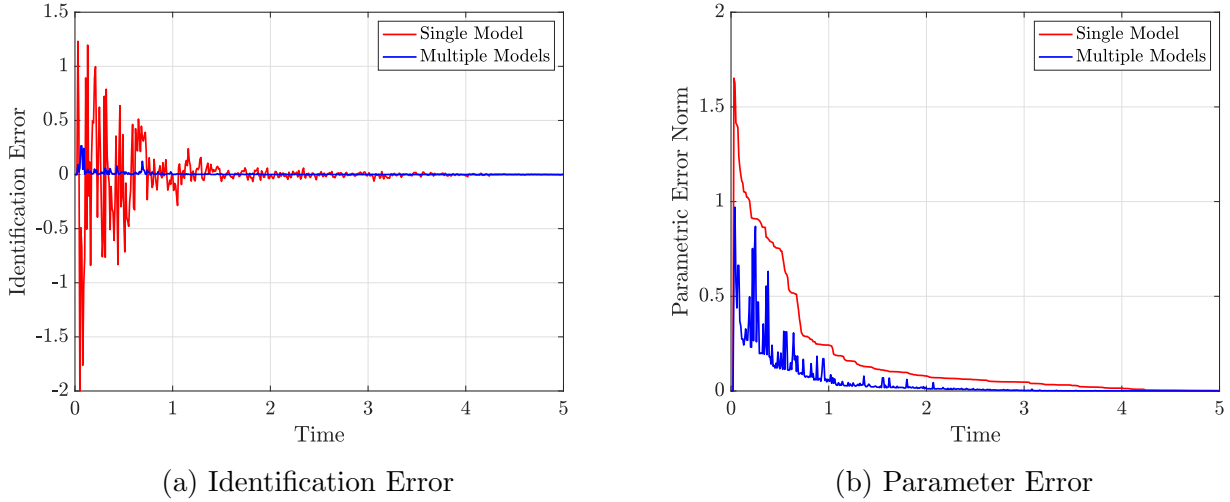 1.5
1
0.5
0
-0.5
-1
-1.5
-2
Identification Error
Single Model
Multiple Models
0 1 2 3 4 5
Time
(a) Identification Error
2
1.5
1
0.5
0
Parametric Error Norm
Single Model
Multiple Models
0 1 2 3 4 5
Time
(b) Parameter Error